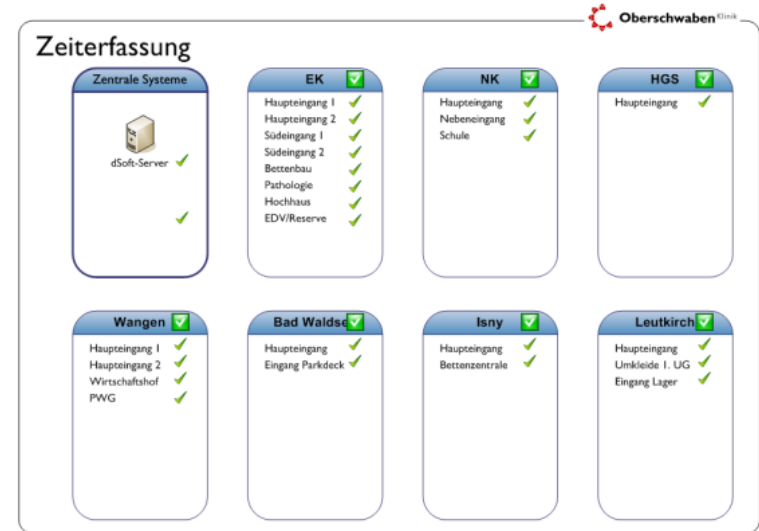 Oberschwaben Klinik
Zeiterfassung
Zentrale Systeme
dSoft-Server
EK
Haupteingang 1
Haupteingang 2
Südeingang 1
Südeingang 2
Bettenbau
Pathologie
Hochhaus
EDV/Reserve
NK
Haupteingang
Nebeneingang
Schule
HGS
Haupteingang
Wangen
Haupteingang 1
Haupteingang 2
Wirtschaftshof
PWG
Bad Waldse
Haupteingang
Eingang Parkdeck
Isny
Haupteingang
Bettenzentrale
Leutkirch
Haupteingang
Umkleide 1. UG
Eingang Lager